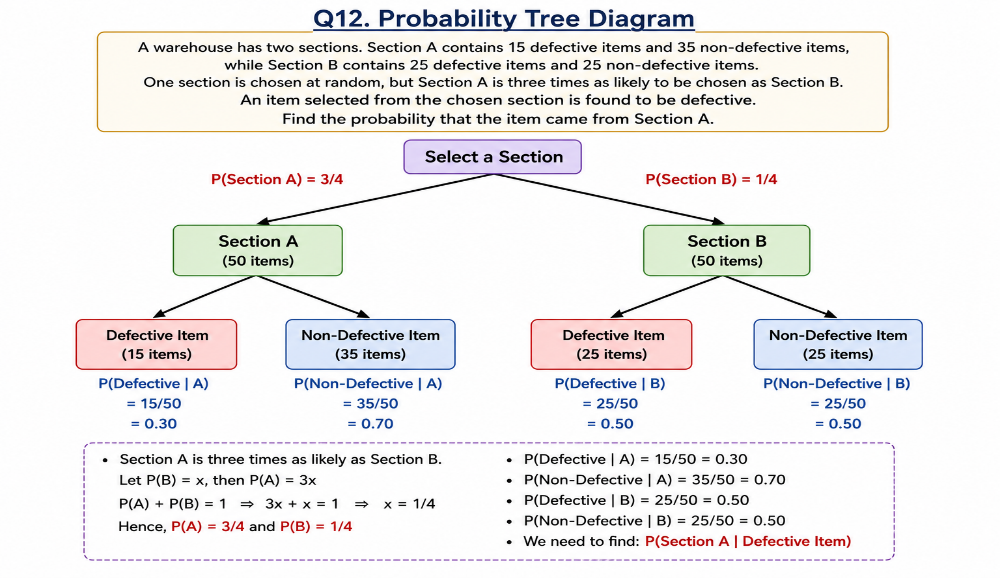 Q12. Probability Tree Diagram
A warehouse has two sections. Section A contains 15 defective items and 35 non-defective items,
while Section B contains 25 defective items and 25 non-defective items.
One section is chosen at random, but Section A is three times as likely to be chosen as Section B.
An item selected from the chosen section is found to be defective.
Find the probability that the item came from Section A.
Select a Section
P(Section A) = 3/4
P(Section B) = 1/4
Section A
(50 items)
Section B
(50 items)
Defective Item
(15 items)
Non-Defective Item
(35 items)
Defective Item
(25 items)
Non-Defective Item
(25 items)
P(Defective | A)
= 15/50
= 0.30
P(Non-Defective | A)
= 35/50
= 0.70
P(Defective | B)
= 25/50
= 0.50
P(Non-Defective | B)
= 25/50
= 0.50
• Section A is three times as likely as Section B.
Let P(B) = x, then P(A) = 3x
P(A) + P(B) = 1 ⇒ 3x + x = 1 ⇒ x = 1/4
Hence, P(A) = 3/4 and P(B) = 1/4
• P(Defective | A) = 15/50 = 0.30
• P(Non-Defective | A) = 35/50 = 0.70
• P(Defective | B) = 25/50 = 0.50
• P(Non-Defective | B) = 25/50 = 0.50
• We need to find: P(Section A | Defective Item)